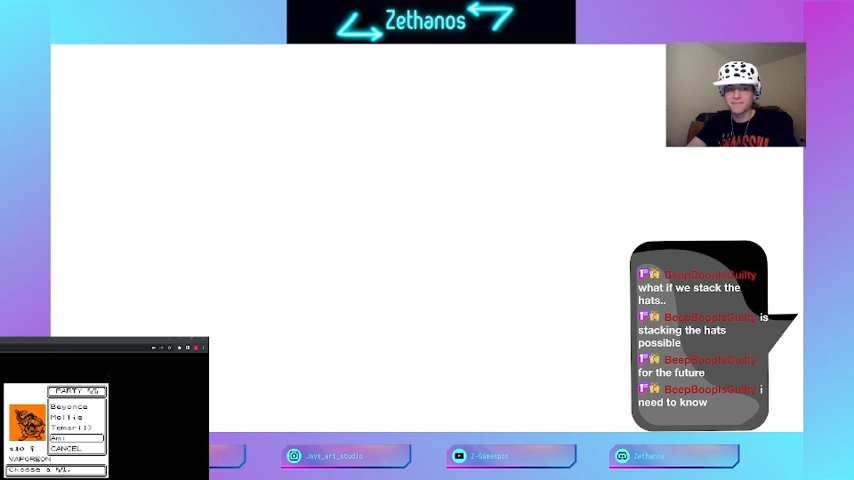 Zethanos
BeepBoopIsGuilty
what if we stack the
hats..
BeepBoopIsGuilty is
stacking the hats
possible
BeepBoopIsGuilty
for the future
BeepBoopIsGuilty i
need to know
PARTY
Beyonce
Mollie
Temari:)
Ami
CANCEL
VAPOREON
Choose a
Jays_art_studio
Z-Gamespot
Zethanos